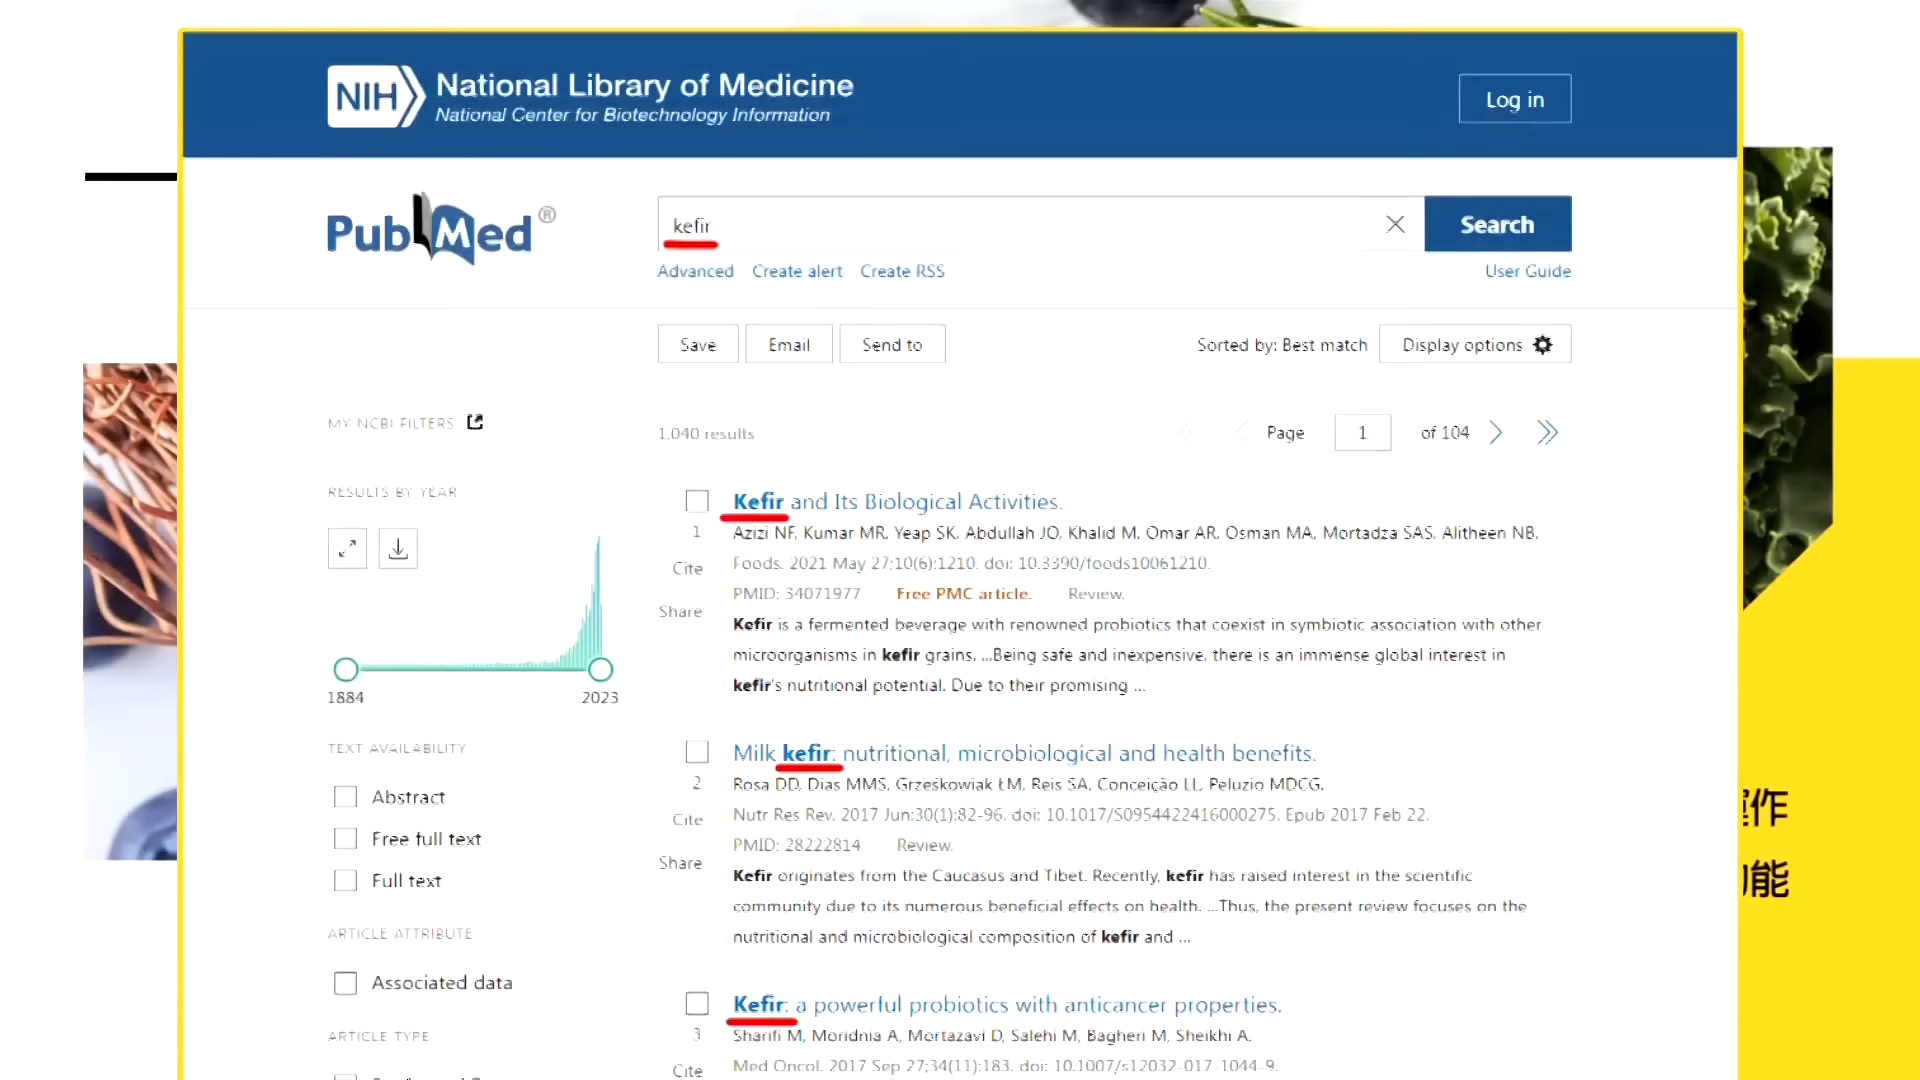 NIH
National Library of Medicine
National Center for Biotechnology Information
Log in
PubMed®
kefir
Search
Advanced Create alert Create RSS
User Guide
Save Email Send to
Sorted by: Best match Display options
MY NCBI FILTERS
1,040 results
Page 1 of 104
RESULTS BY YEAR
1884 2023
TEXT AVAILABILITY
Abstract
Free full text
Full text
ARTICLE ATTRIBUTE
Associated data
ARTICLE TYPE
Kefir and Its Biological Activities.
1
Azizi NF, Kumar MR, Yeap SK, Abdullah JO, Khalid M, Omar AR, Osman MA, Mortadza SAS, Alitheen NB.
Cite
Foods. 2021 May 27;10(6):1210. doi: 10.3390/foods10061210.
PMID: 34071977 Free PMC article. Review.
Share
Kefir is a fermented beverage with renowned probiotics that coexist in symbiotic association with other
microorganisms in kefir grains. ...Being safe and inexpensive, there is an immense global interest in
kefir's nutritional potential. Due to their promising ...
Milk kefir: nutritional, microbiological and health benefits.
2
Rosa DD, Dias MMS, Grześkowiak ŁM, Reis SA, Conceição LL, Peluzio MDCG.
Cite
Nutr Res Rev. 2017 Jun;30(1):82-96. doi: 10.1017/S0954422416000275. Epub 2017 Feb 22.
PMID: 28222814 Review.
Share
Kefir originates from the Caucasus and Tibet. Recently, kefir has raised interest in the scientific
community due to its numerous beneficial effects on health. ...Thus, the present review focuses on the
nutritional and microbiological composition of kefir and ...
Kefir: a powerful probiotics with anticancer properties.
3
Sharifi M, Moridnia A, Mortazavi D, Salehi M, Bagheri M, Sheikhi A.
Cite
Med Oncol. 2017 Sep 27;34(11):183. doi: 10.1007/s12032-017-1044-9.
作
能